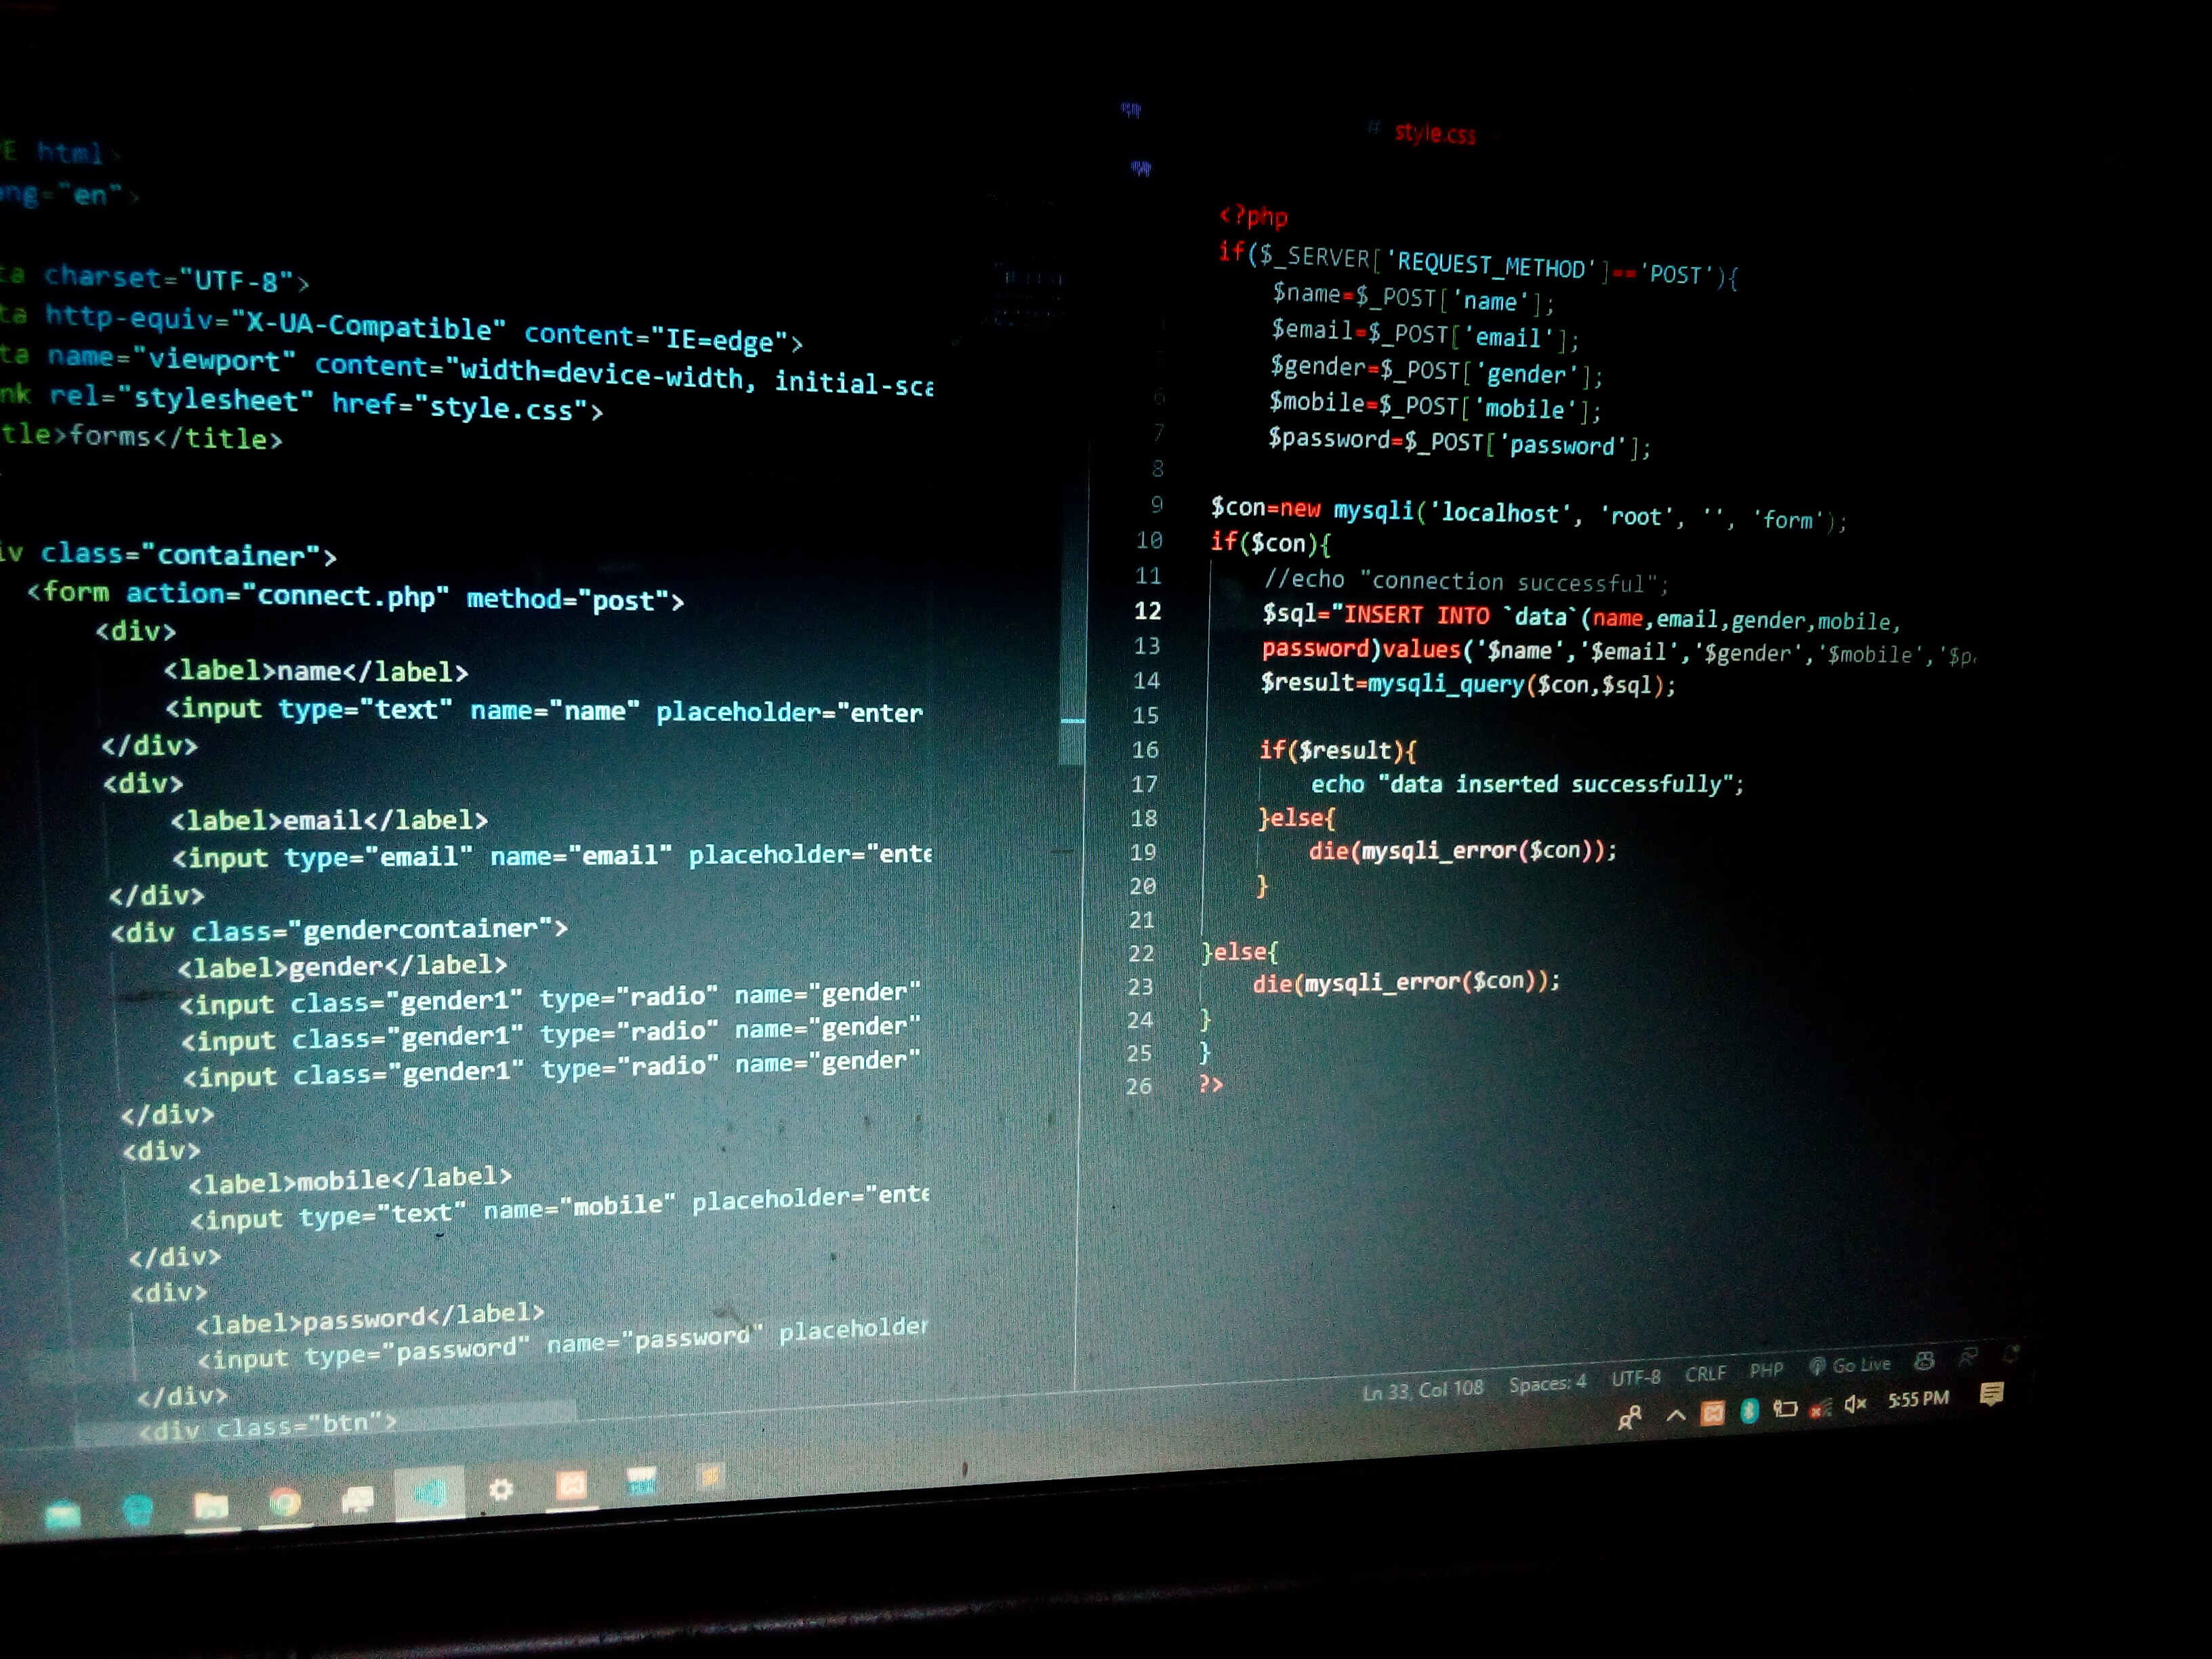 E html>
ng="en">
ta charset="UTF-8">
ta http-equiv="X-UA-Compatible" content="IE=edge">
ta name="viewport" content="width=device-width, initial-sca
nk rel="stylesheet" href="style.css">
tle>forms</title>
iv class="container">
<form action="connect.php" method="post">
<div>
<label>name</label>
<input type="text" name="name" placeholder="enter
</div>
<div>
<label>email</label>
<input type="email" name="email" placeholder="ente
</div>
<div class="gendercontainer">
<label>gender</label>
<input class="gender1" type="radio" name="gender"
<input class="gender1" type="radio" name="gender"
<input class="gender1" type="radio" name="gender"
</div>
<div>
<label>mobile</label>
<input type="text" name="mobile" placeholder="ente
</div>
<div>
<label>password</label>
<input type="password" name="password" placeholder
</div>
<div class="btn">
# style.css
<?php
if($_SERVER['REQUEST_METHOD']=='POST'){
$name=$_POST['name'];
$email=$_POST['email'];
$gender=$_POST['gender'];
6 $mobile=$_POST['mobile'];
7 $password=$_POST['password'];
8
9 $con=new mysqli('localhost', 'root', '', 'form');
10 if($con){
11 //echo "connection successful";
12 $sql="INSERT INTO `data`(name,email,gender,mobile,
13 password)values('$name','$email','$gender','$mobile','$p
14 $result=mysqli_query($con,$sql);
15
16 if($result){
17 echo "data inserted successfully";
18 }else{
19 die(mysqli_error($con));
20 }
21
22 }else{
23 die(mysqli_error($con));
24 }
25 }
26 ?>
Ln 33, Col 108 Spaces: 4 UTF-8 CRLF PHP Go Live
5:55 PM